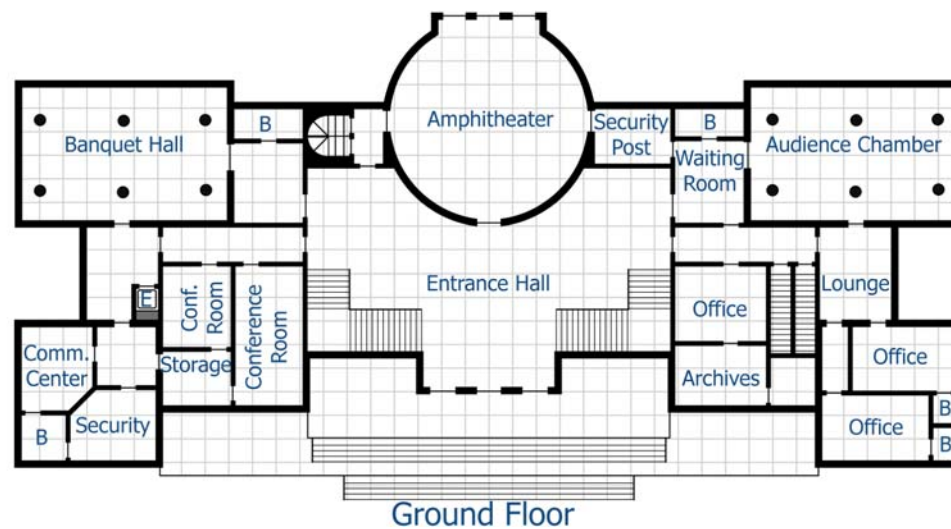 Amphitheater
B
Security
Post
B
Banquet Hall
Waiting
Room
Audience Chamber
E
Conf.
Room
Conference
Room
Entrance Hall
Office
Lounge
Comm.
Center
Storage
Archives
Office
B
Security
Office
B
B
Ground Floor